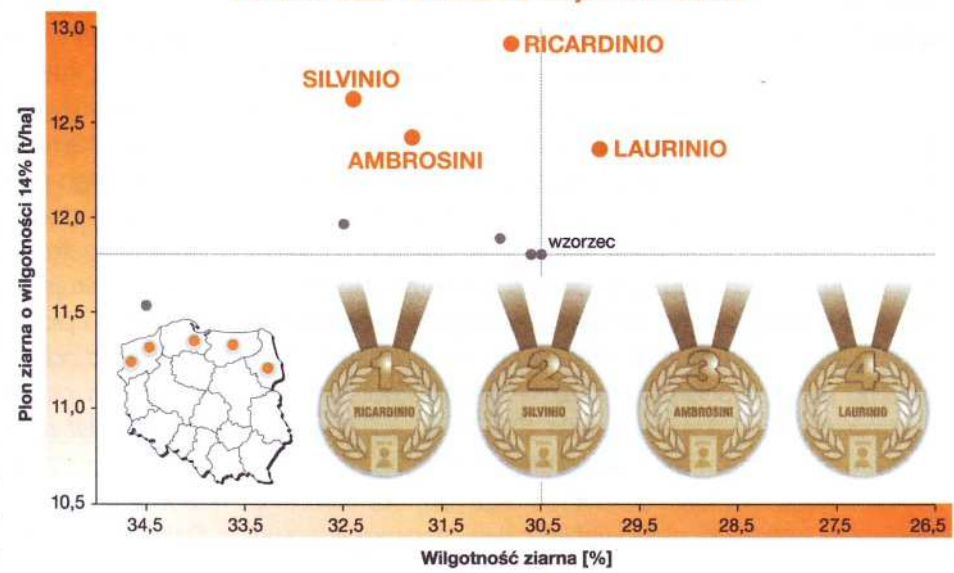 Plon ziarna o wilgotności 14% [t/ha]
13,0
12,5
12,0
11,5
11,0
10,5
RICARDINIO
SILVINIO
AMBROSINI
LAURINIO
wzorzec
1
RICARDINIO
2
SILVINIO
3
AMBROSINI
4
LAURINIO
34,5
33,5
32,5
31,5
30,5
29,5
28,5
27,5
26,5
Wilgotność ziarna [%]